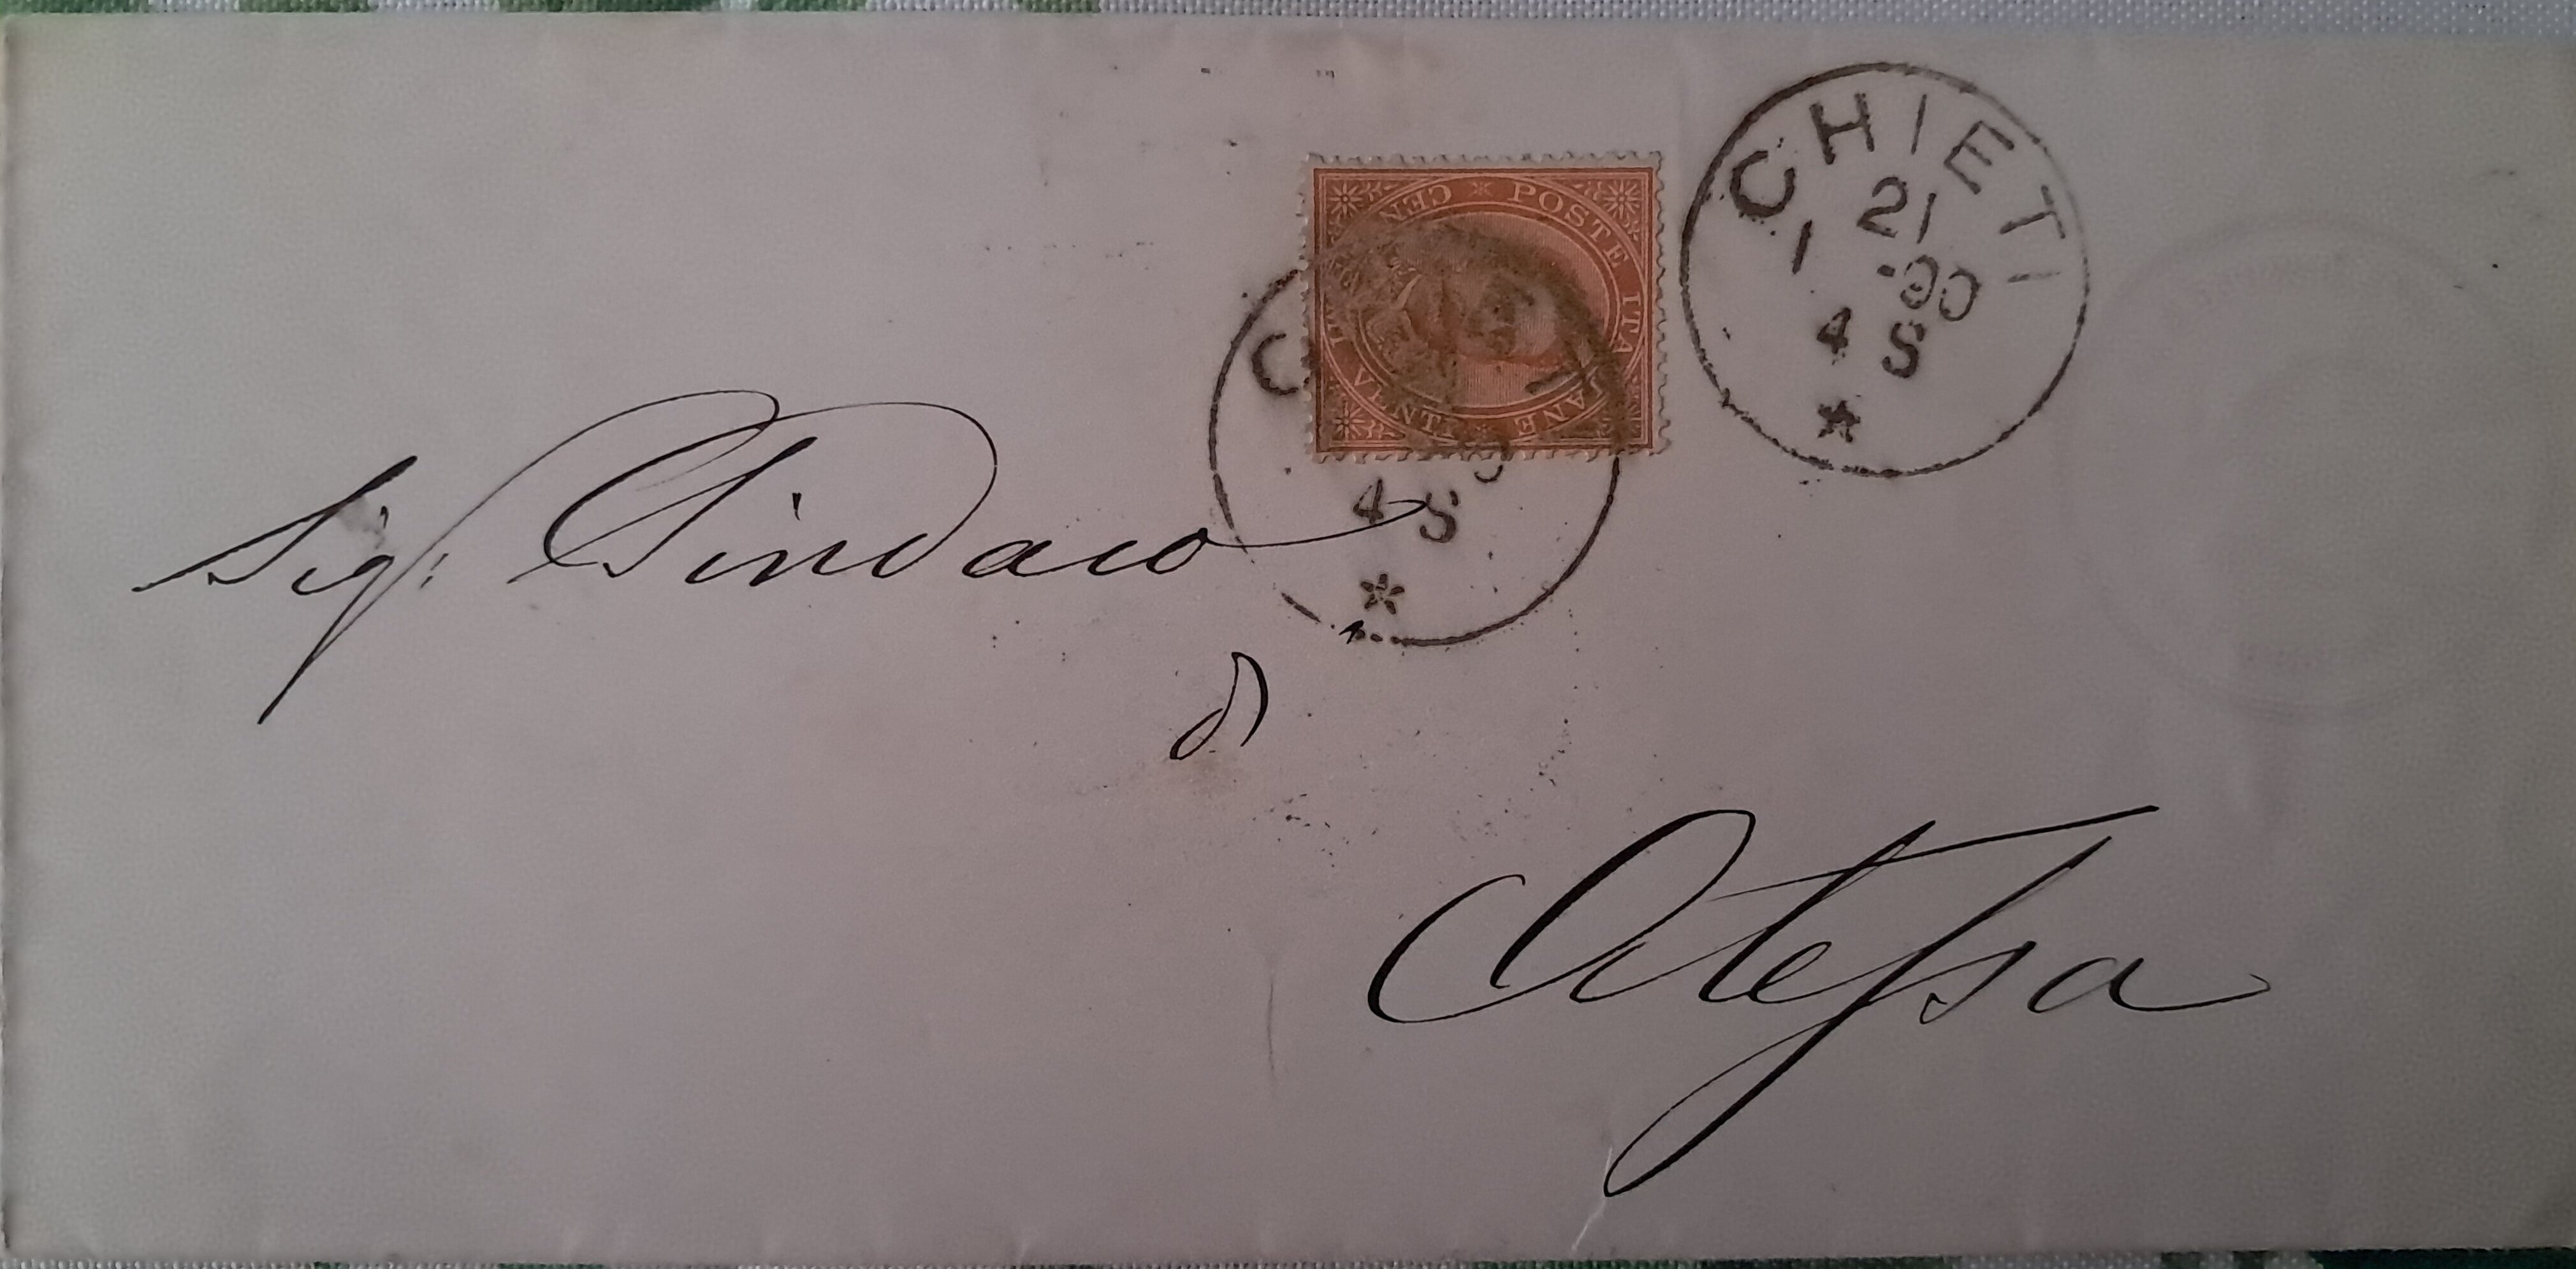 CHIETI
21
1 -90
4 S
POSTE ITALIANE
CENT. VENTI
C
4 S
Sig. Sindaco
di
Atessa